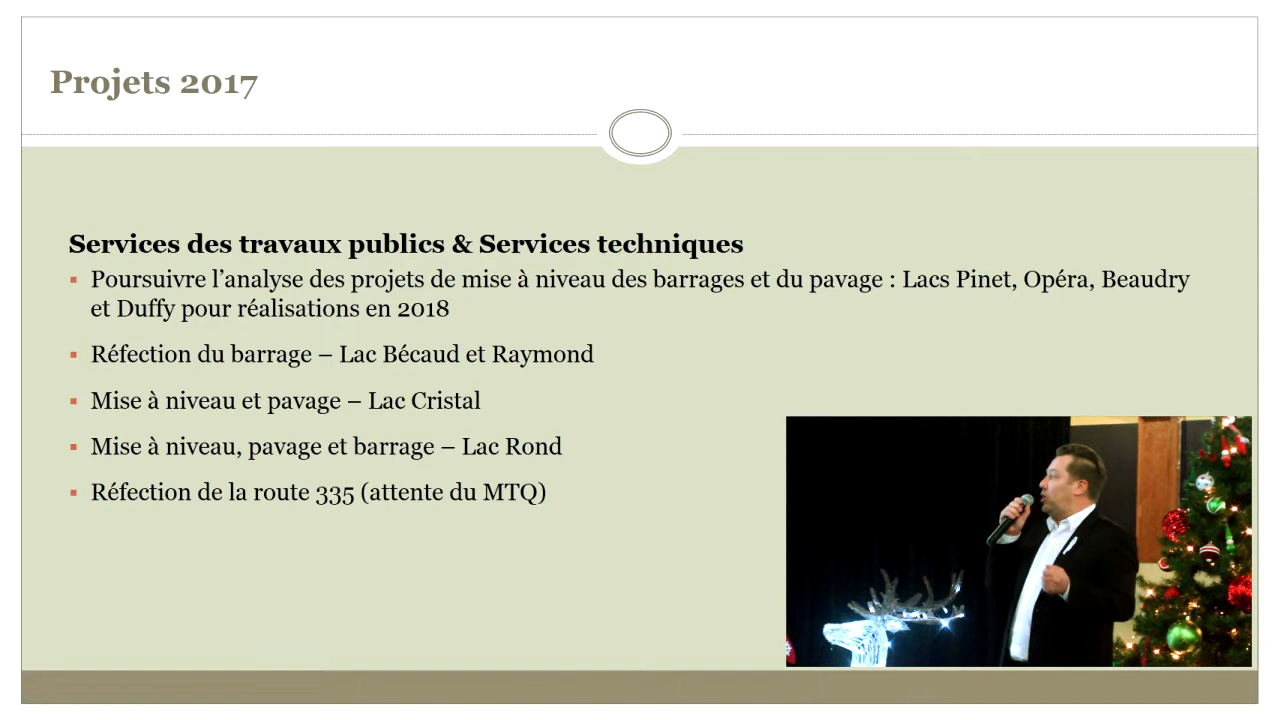 Projets 2017
Services des travaux publics & Services techniques
Poursuivre l’analyse des projets de mise à niveau des barrages et du pavage : Lacs Pinet, Opéra, Beaudry
et Duffy pour réalisations en 2018
Réfection du barrage – Lac Bécaud et Raymond
Mise à niveau et pavage – Lac Cristal
Mise à niveau, pavage et barrage – Lac Rond
Réfection de la route 335 (attente du MTQ)